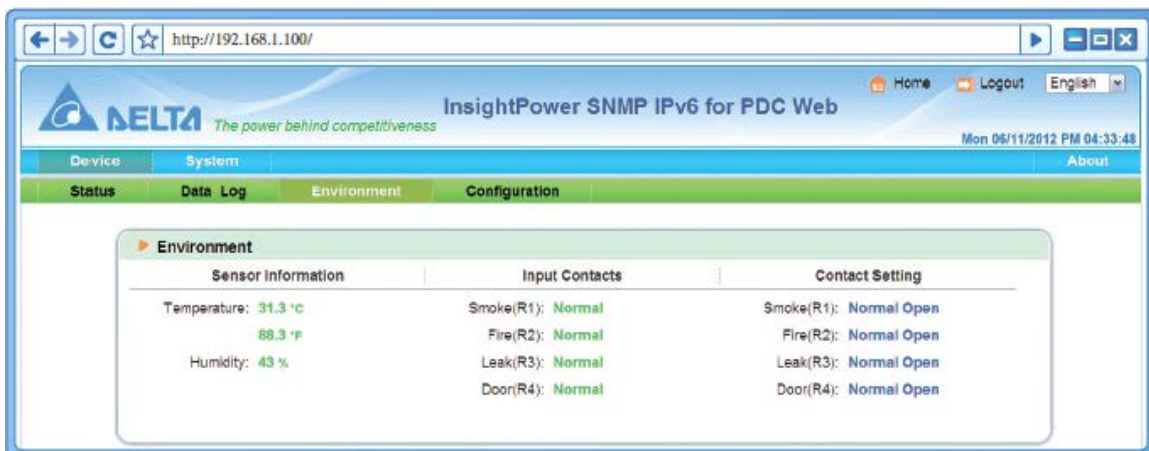 http://192.168.1.100/
Home Logout English
DELTA The power behind competitiveness InsightPower SNMP IPv6 for PDC Web
Mon 06/11/2012 PM 04:33:48
Device System About
Status Data Log Environment Configuration
Environment
Sensor Information Input Contacts Contact Setting
Temperature: 31.3 °C Smoke(R1): Normal Smoke(R1): Normal Open
88.3 °F Fire(R2): Normal Fire(R2): Normal Open
Humidity: 43 % Leak(R3): Normal Leak(R3): Normal Open
Door(R4): Normal Door(R4): Normal Open